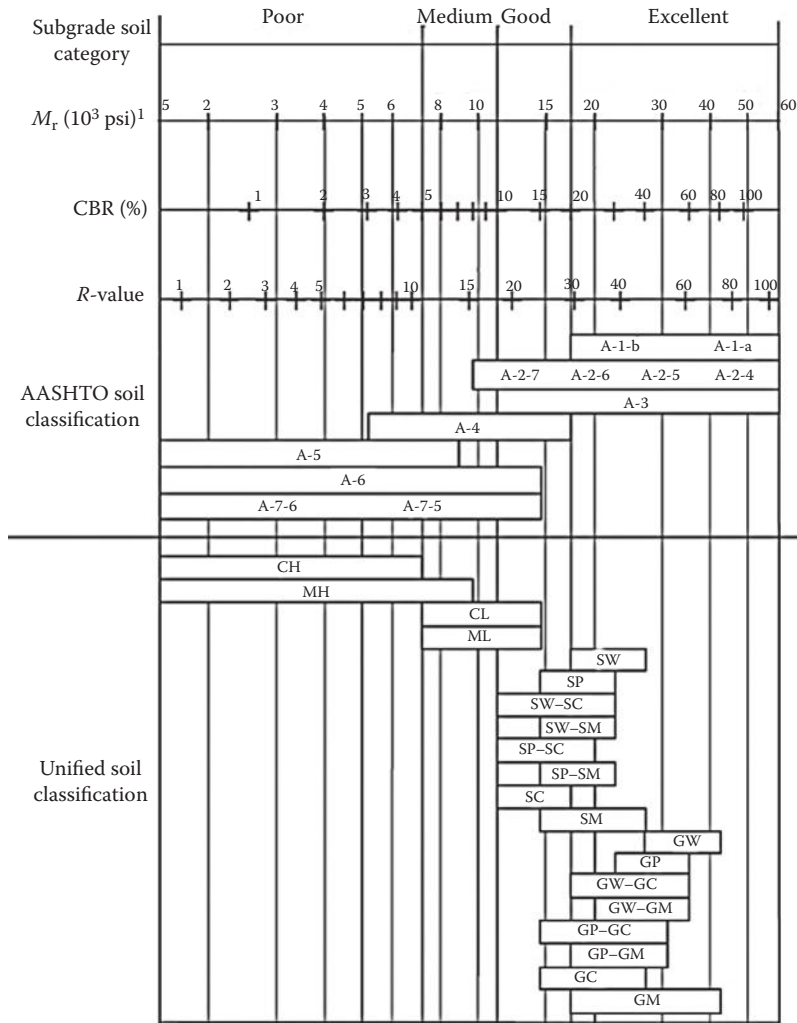 Poor Medium Good Excellent
Subgrade soil
category
5 2 3 4 5 6 8 10 15 20 30 40 50 60
Mr (10³ psi)¹
1 2 3 4 5 10 15 20 40 60 80 100
CBR (%)
1 2 3 4 5 10 15 20 30 40 60 80 100
R-value
A-1-b A-1-a
A-2-7 A-2-6 A-2-5 A-2-4
AASHTO soil
classification
A-3
A-4
A-5
A-6
A-7-6 A-7-5
CH
MH
CL
ML
SW
SP
SW–SC
SW–SM
SP–SC
Unified soil
classification
SP–SM
SC
SM
GW
GP
GW–GC
GW–GM
GP–GC
GP–GM
GC
GM